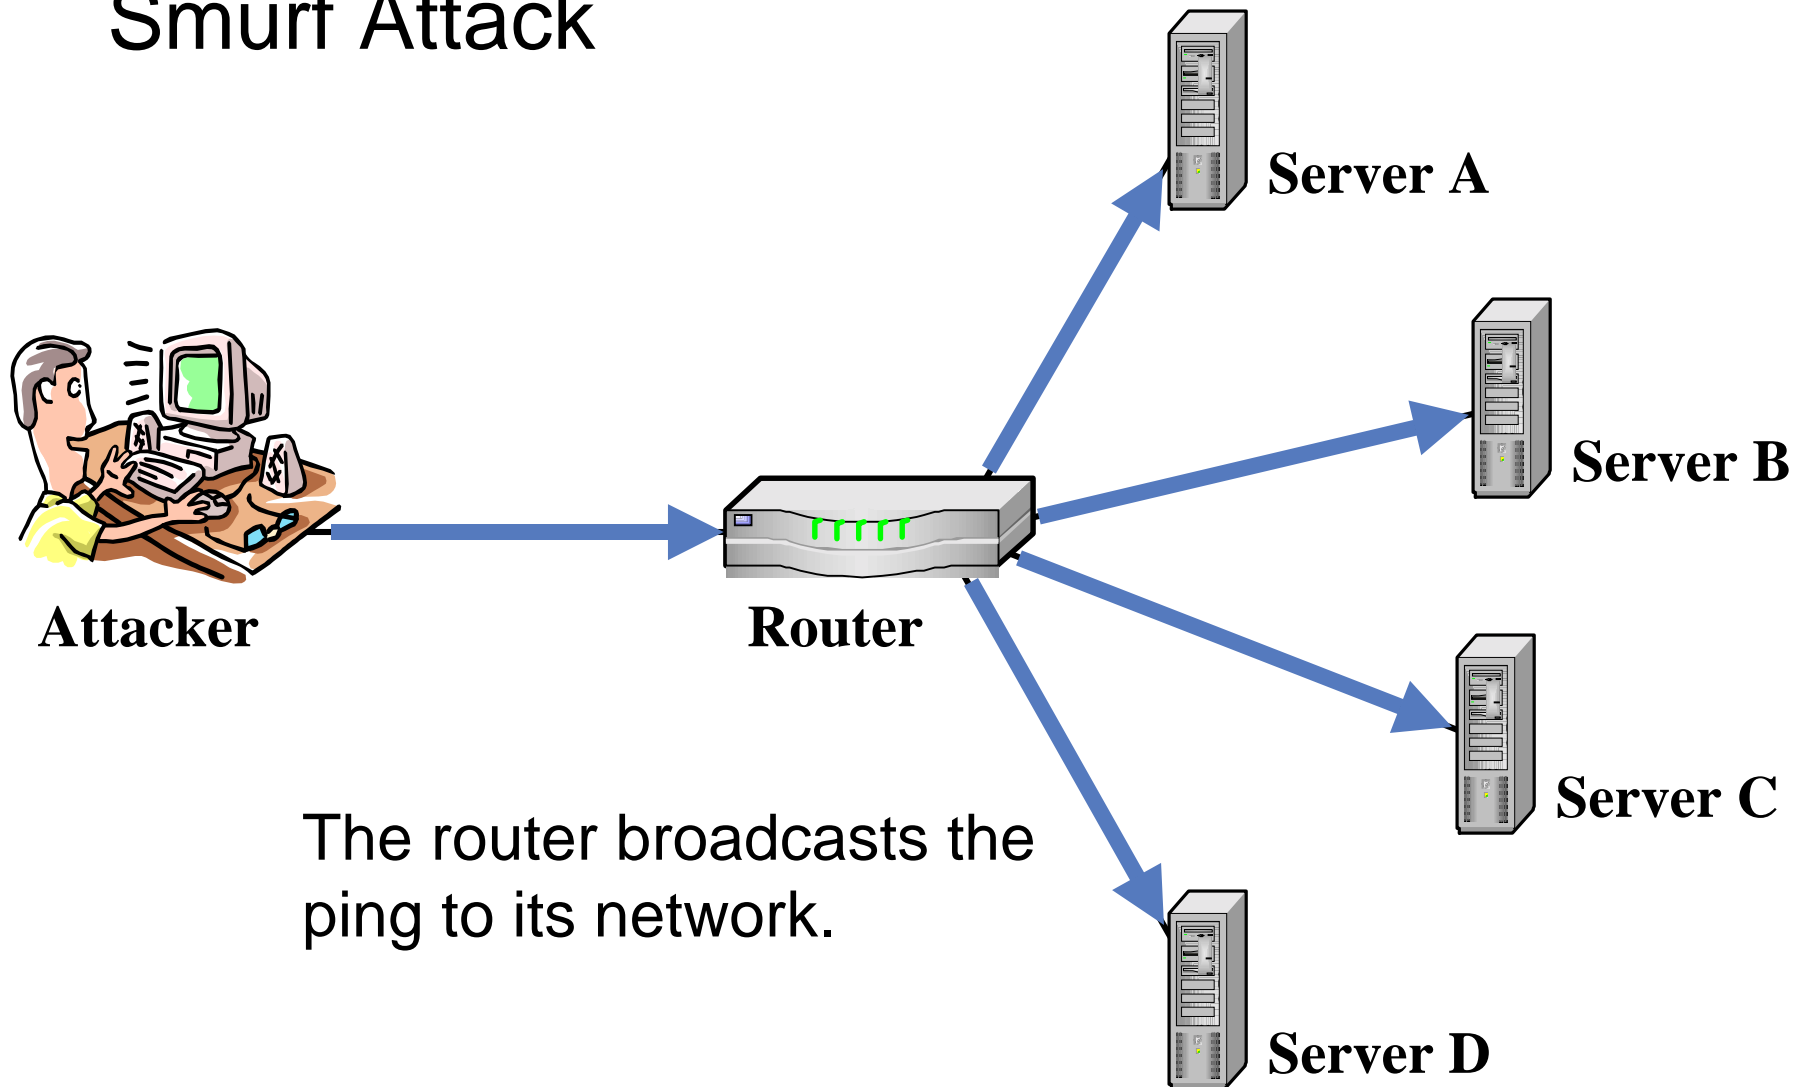 Smurf Attack
Server A
Server B
Attacker
Router
Server C
The router broadcasts the
ping to its network.
Server D